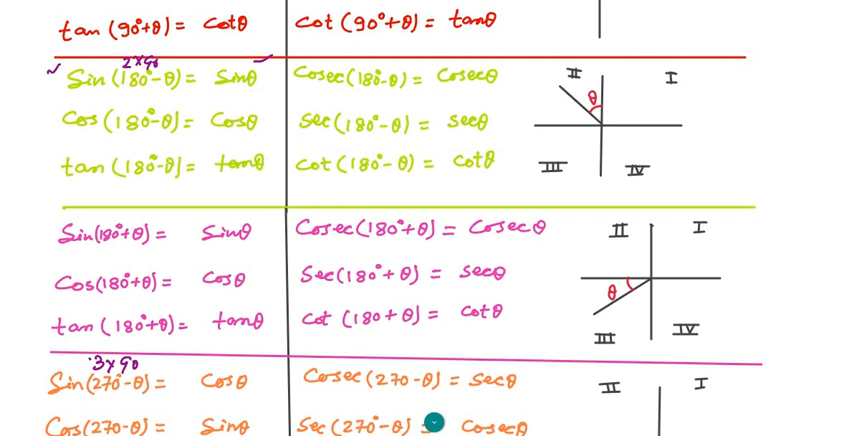 tan (90°+θ) = cotθ cot (90°+θ) = tanθ
2×90
✓ Sin (180°-θ) = Sinθ ✓ Cosec (180°-θ) = Cosecθ
II I
θ
Cos (180°-θ) = Cosθ sec (180°-θ) = secθ
tan (180°-θ) = tanθ cot (180°-θ) = cotθ
III IV
Sin (180°+θ) = Sinθ Cosec (180°+θ) = Cosecθ
II I
Cos (180°+θ) = Cosθ Sec (180°+θ) = secθ
θ
tan (180°+θ) = tanθ cot (180+θ) = cotθ
III IV
3×90
Sin (270°-θ) = Cosθ Cosec (270-θ) = Secθ
II I
Cos (270-θ) = Sinθ Sec (270°-θ) = Cosecθ